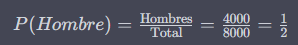 P(Hombre) = Hombres/Total = 4000/8000 = 1/2